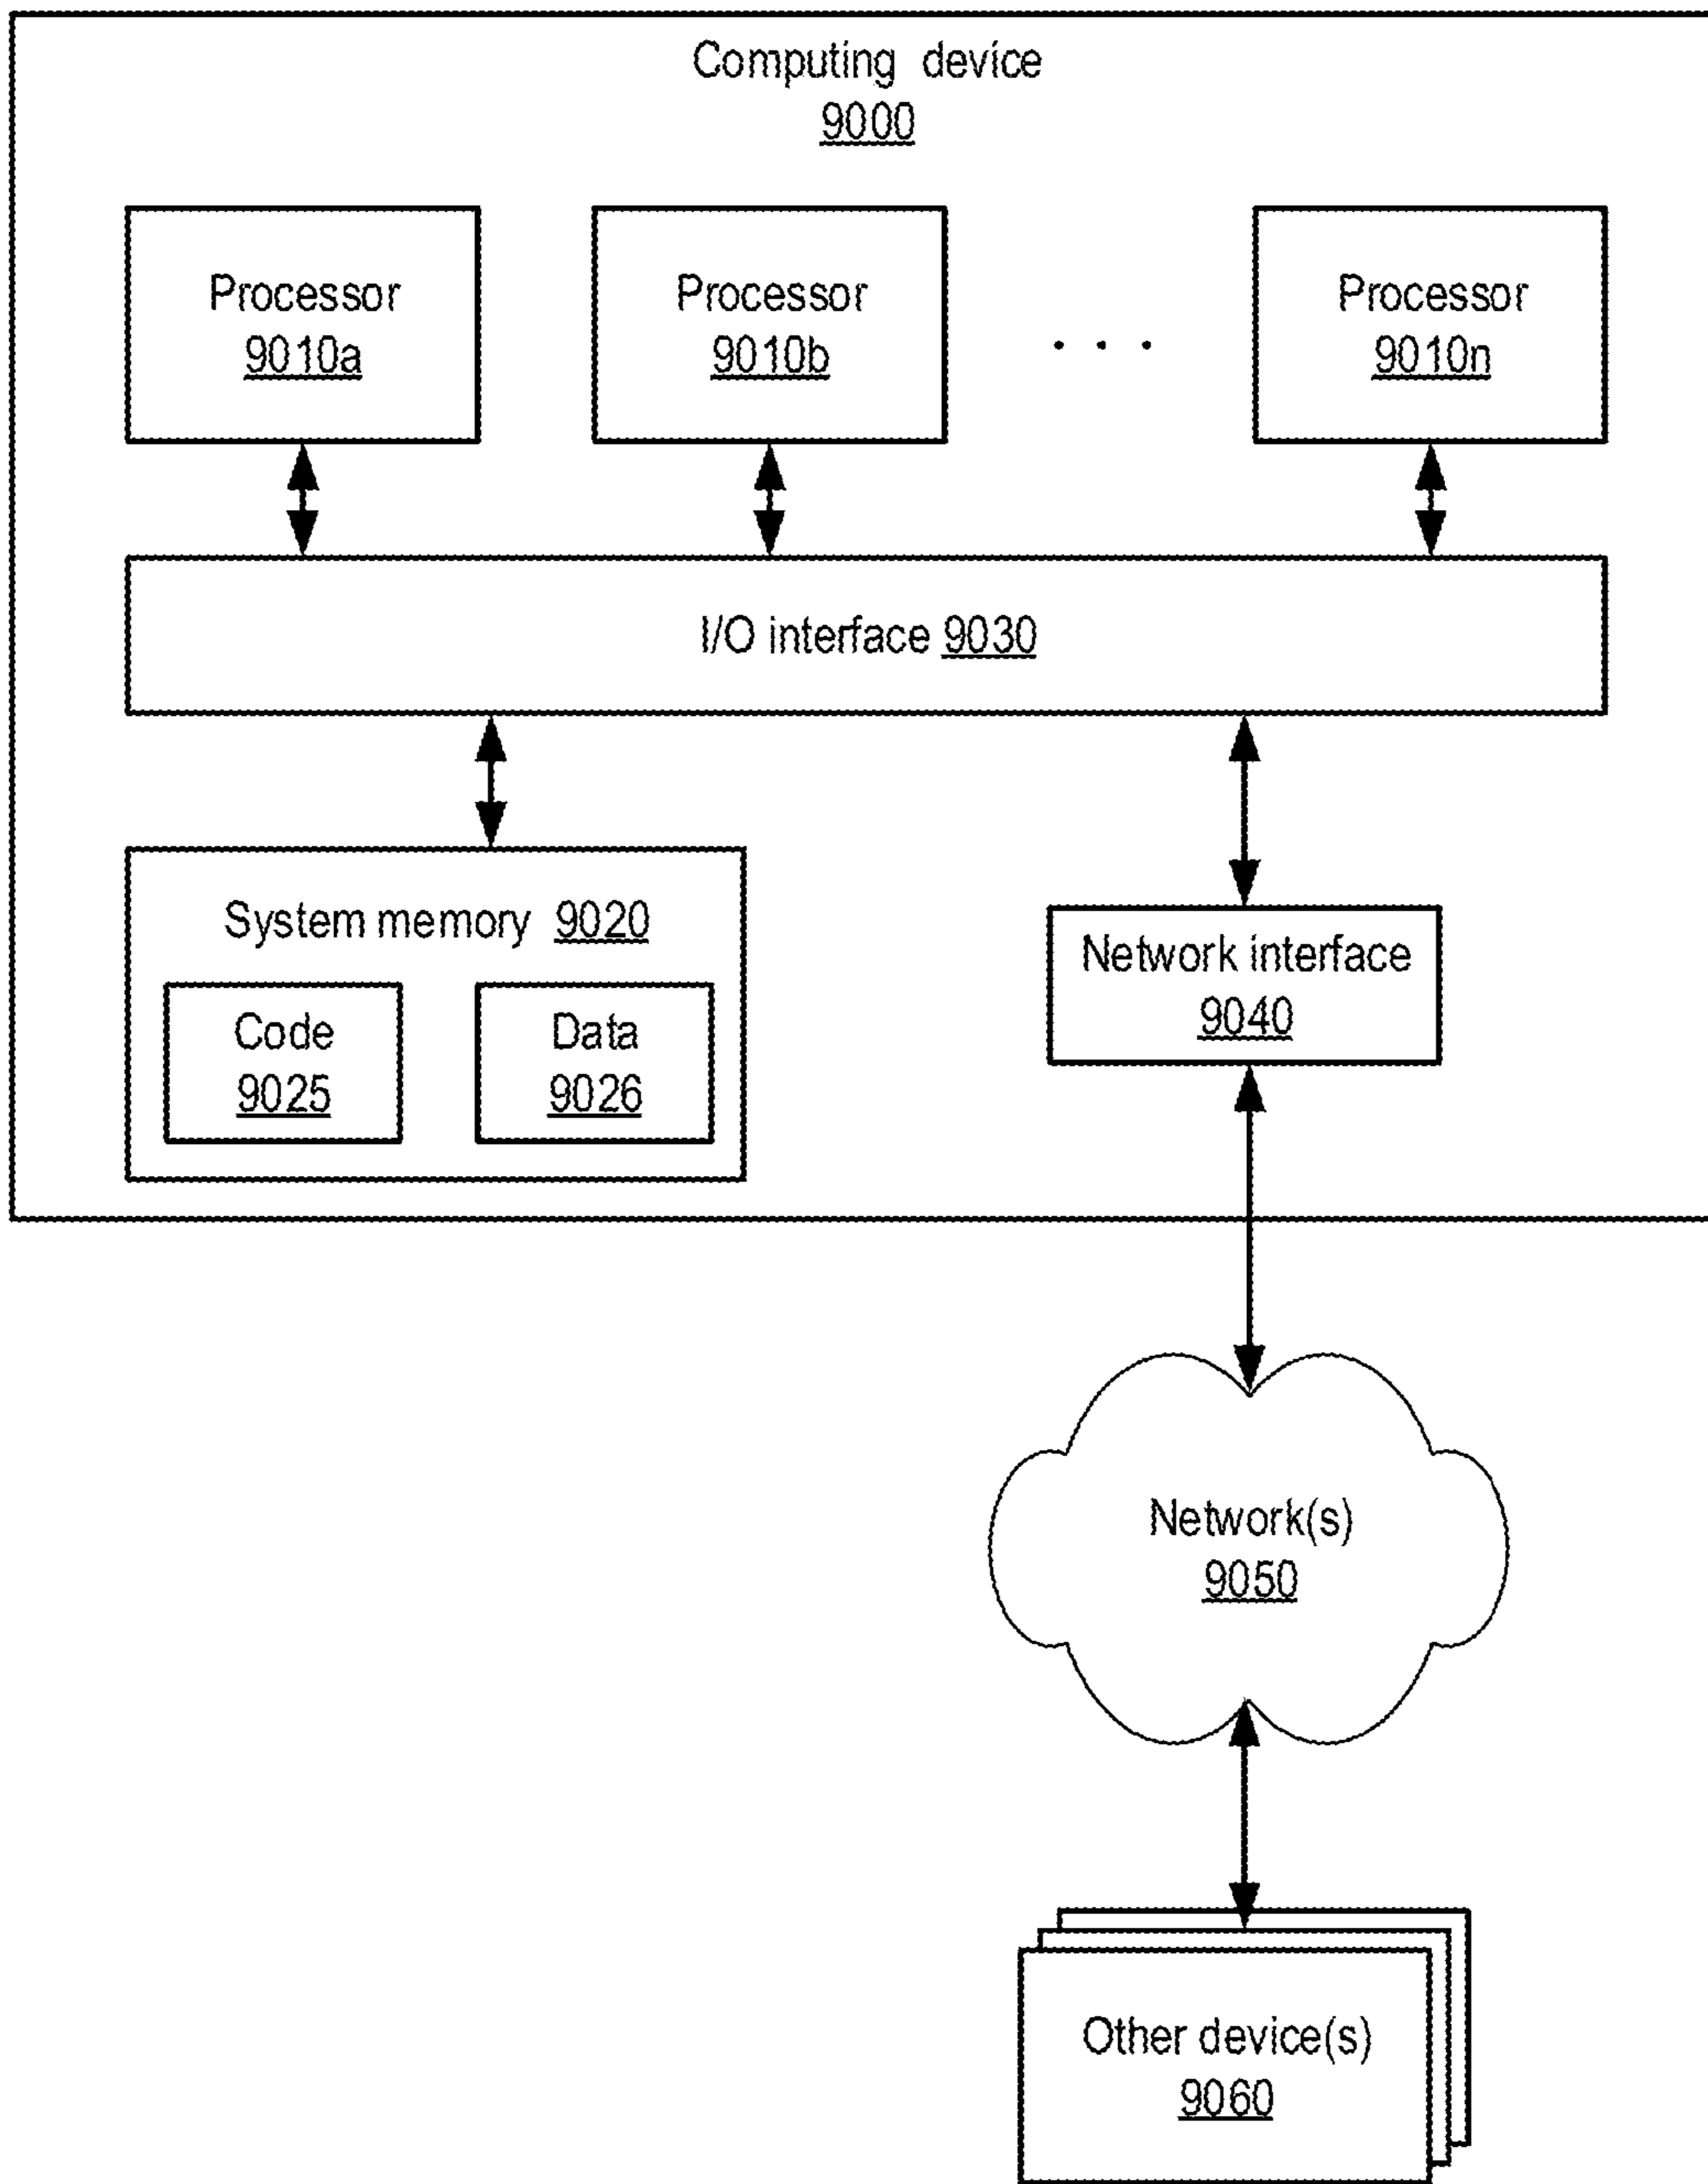 Computing device
9000
Processor
9010a
Processor
9010b
. . .
Processor
9010n
I/O interface 9030
System memory 9020
Code
9025
Data
9026
Network interface
9040
Network(s)
9050
Other device(s)
9060